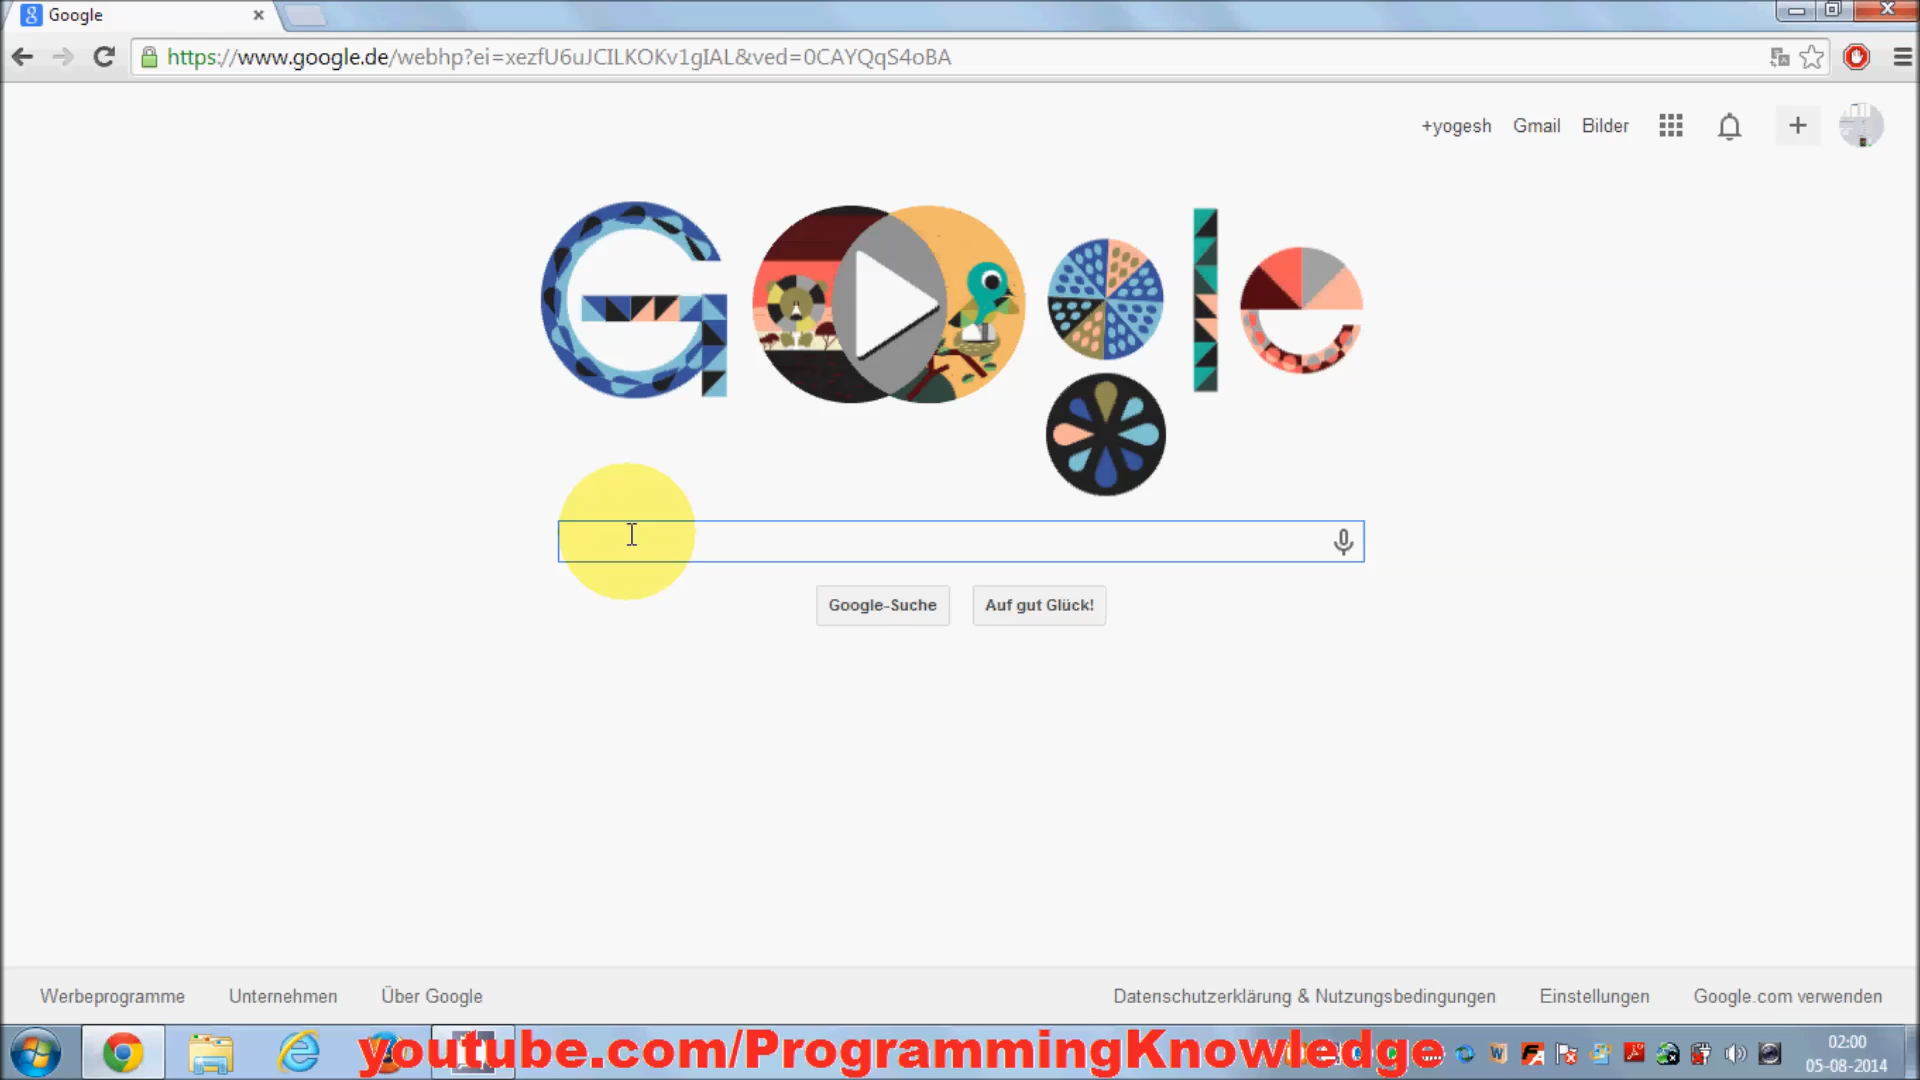 Google
https://www.google.de/webhp?ei=xezfU6uJCILKOKv1gIAL&ved=0CAYQqS4oBA
+yogesh Gmail Bilder
Google
Google-Suche Auf gut Glück!
Werbeprogramme Unternehmen Über Google Datenschutzerklärung & Nutzungsbedingungen Einstellungen Google.com verwenden
youtube.com/ProgrammingKnowledge
02:00
05-08-2014